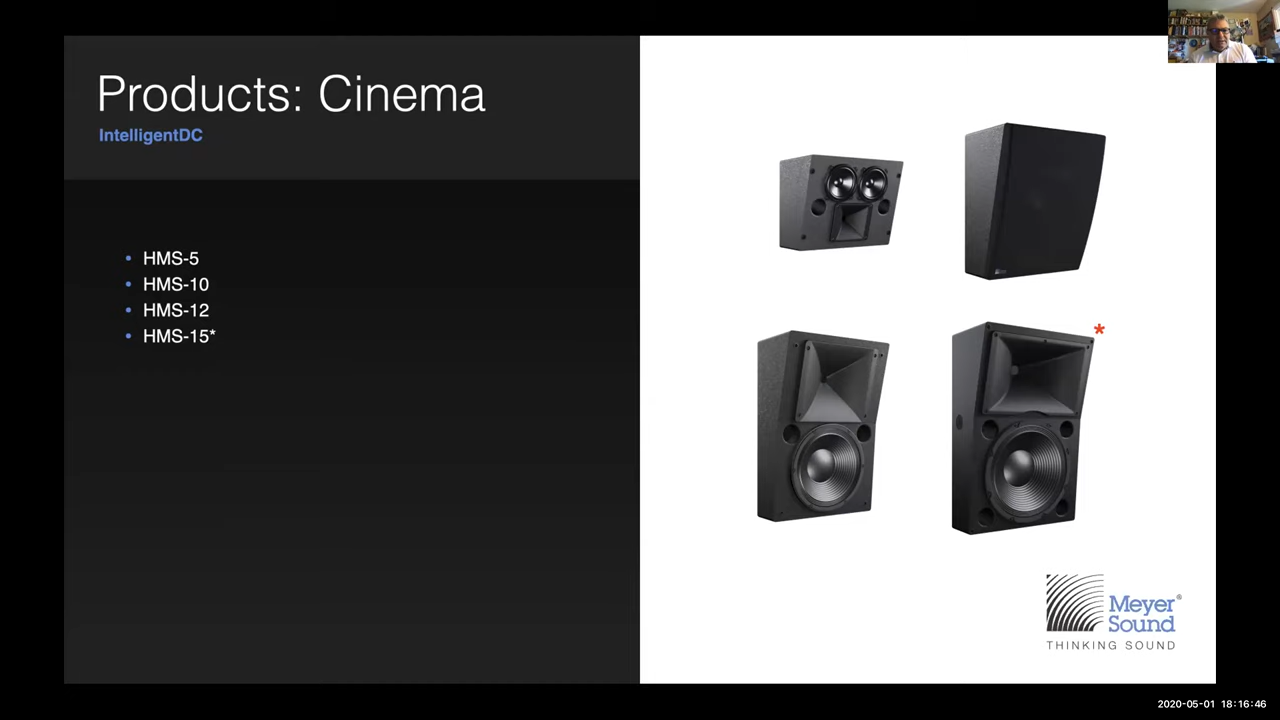 Products: Cinema
IntelligentDC
• HMS-5
• HMS-10
• HMS-12
• HMS-15*
*
Meyer®
Sound
THINKING SOUND
2020-05-01 18:16:46